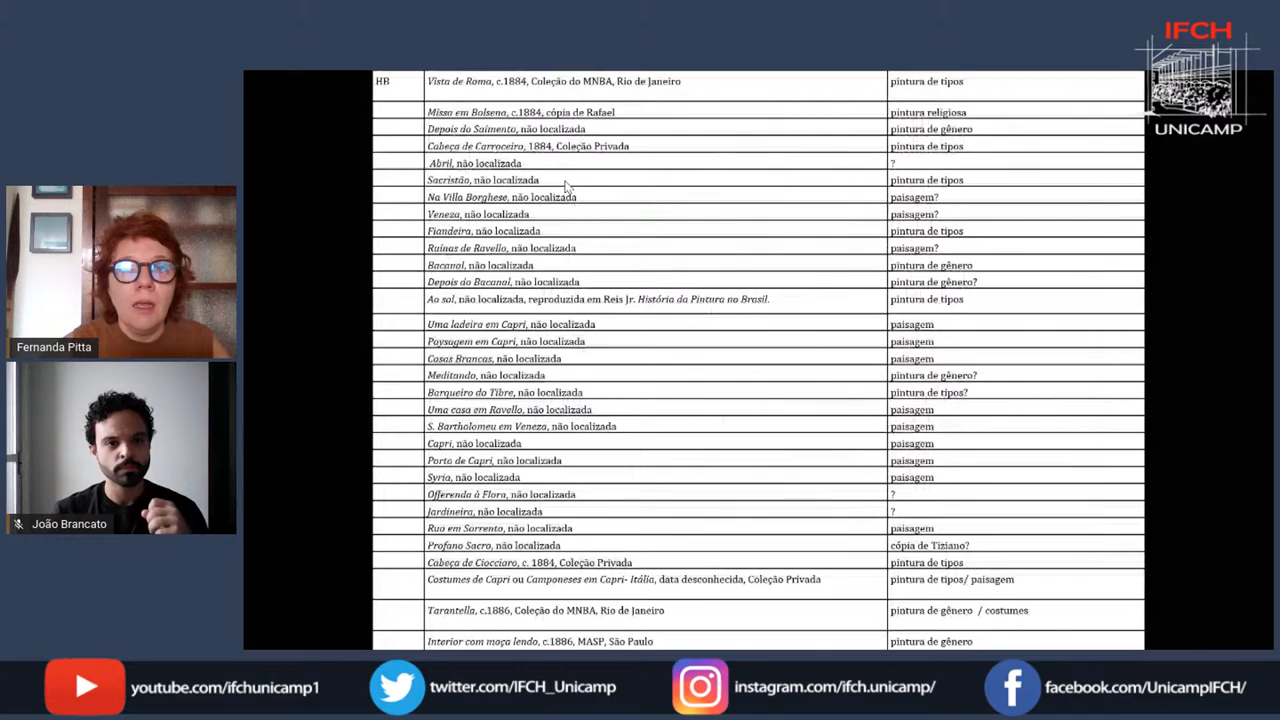 IFCH
UNICAMP
HB Vista de Roma, c.1884, Coleção do MNBA, Rio de Janeiro pintura de tipos
Missa em Bolsena, c.1884, cópia de Rafael pintura religiosa
Depois do Saimento, não localizada pintura de gênero
Cabeça de Carroceiro, 1884, Coleção Privada pintura de tipos
Abril, não localizada ?
Sacristão, não localizada pintura de tipos
Na Villa Borghese, não localizada paisagem?
Veneza, não localizada paisagem?
Fiandeira, não localizada pintura de tipos
Ruínas de Ravello, não localizada paisagem?
Bacanal, não localizada pintura de gênero
Depois do Bacanal, não localizada pintura de gênero?
Ao sol, não localizada, reproduzida em Reis Jr. História da Pintura no Brasil. pintura de tipos
Uma ladeira em Capri, não localizada paisagem
Paysagem em Capri, não localizada paisagem
Casas Brancas, não localizada paisagem
Meditando, não localizada pintura de gênero?
Barqueiro do Tibre, não localizada pintura de tipos?
Uma casa em Ravello, não localizada paisagem
S. Bartholomeu em Veneza, não localizada paisagem
Capri, não localizada paisagem
Porto de Capri, não localizada paisagem
Syria, não localizada paisagem
Offerenda á Flora, não localizada ?
Jardineira, não localizada ?
Rua em Sorrento, não localizada paisagem
Profano Sacro, não localizada cópia de Tiziano?
Cabeça de Ciocciaro, c. 1884, Coleção Privada pintura de tipos
Costumes de Capri ou Camponeses em Capri- Itália, data desconhecida, Coleção Privada pintura de tipos/ paisagem
Tarantella, c.1886, Coleção do MNBA, Rio de Janeiro pintura de gênero / costumes
Interior com moça lendo, c.1886, MASP, São Paulo pintura de gênero
Fernanda Pitta
João Brancato
youtube.com/ifchunicamp1
twitter.com/IFCH_Unicamp
instagram.com/ifch.unicamp/
facebook.com/UnicampIFCH/